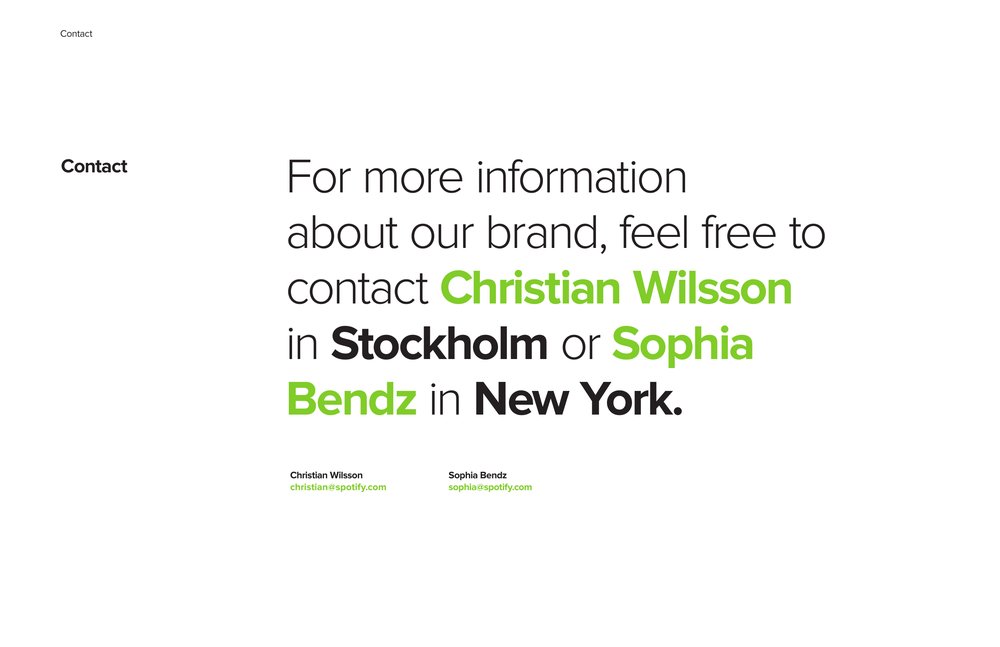 Contact
Contact
For more information
about our brand, feel free to
contact Christian Wilsson
in Stockholm or Sophia
Bendz in New York.
Christian Wilsson
christian@spotify.com
Sophia Bendz
sophia@spotify.com